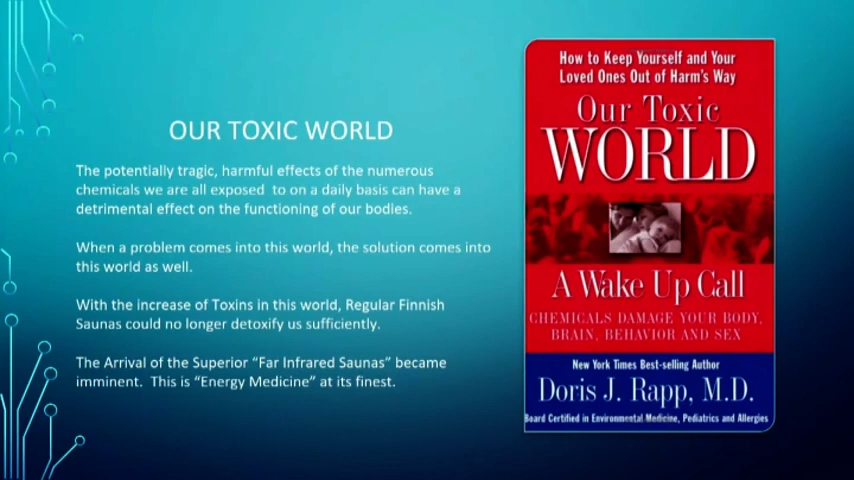 OUR TOXIC WORLD
The potentially tragic, harmful effects of the numerous
chemicals we are all exposed to on a daily basis can have a
detrimental effect on the functioning of our bodies.
When a problem comes into this world, the solution comes into
this world as well.
With the increase of Toxins in this world, Regular Finnish
Saunas could no longer detoxify us sufficiently.
The Arrival of the Superior “Far Infrared Saunas” became
imminent. This is “Energy Medicine” at its finest.
How to Keep Yourself and Your
Loved Ones Out of Harm's Way
Our Toxic
WORLD
A Wake Up Call
CHEMICALS DAMAGE YOUR BODY,
BRAIN, BEHAVIOR AND SEX
New York Times Best-selling Author
Doris J. Rapp, M.D.
Board Certified in Environmental Medicine, Pediatrics and Allergies